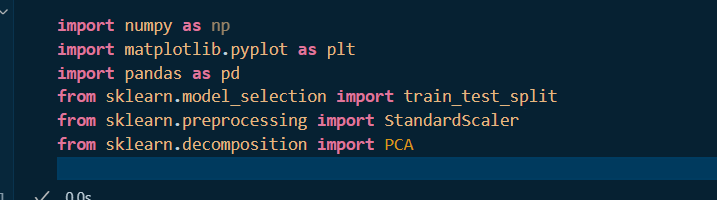 import numpy as np
import matplotlib.pyplot as plt
import pandas as pd
from sklearn.model_selection import train_test_split
from sklearn.preprocessing import StandardScaler
from sklearn.decomposition import PCA
0.0s